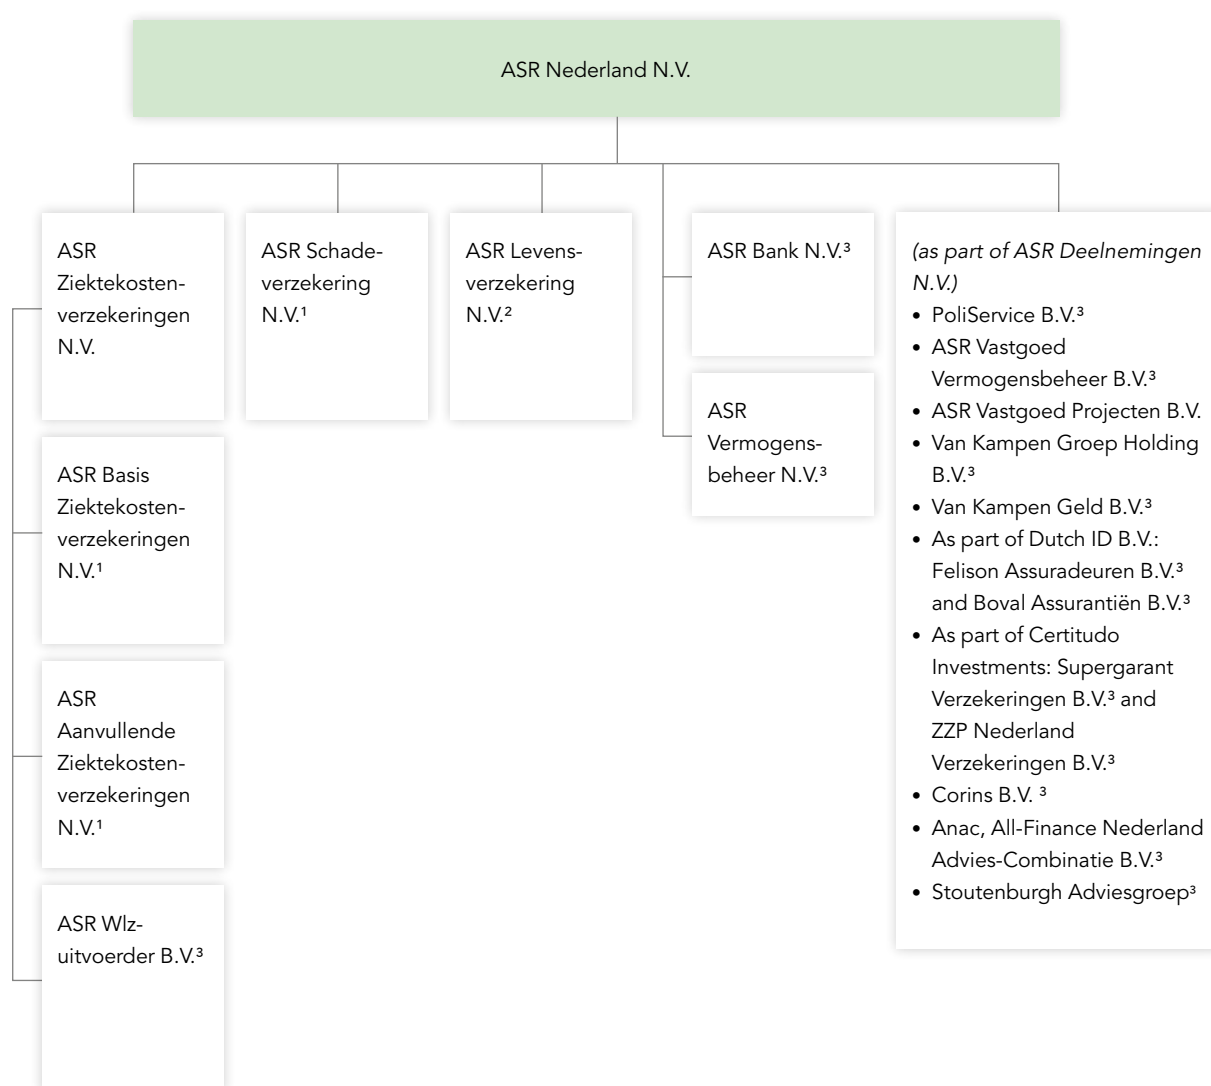 ASR Nederland N.V.
ASR
Ziektekosten-
verzekeringen
N.V.
ASR Schade-
verzekering
N.V.¹
ASR Levens-
verzekering
N.V.²
ASR Bank N.V.³
ASR
Vermogens-
beheer N.V.³
(as part of ASR Deelnemingen
N.V.)
• PoliService B.V.³
• ASR Vastgoed
Vermogensbeheer B.V.³
• ASR Vastgoed Projecten B.V.
• Van Kampen Groep Holding
B.V.³
• Van Kampen Geld B.V.³
• As part of Dutch ID B.V.:
Felison Assuradeuren B.V.³
and Boval Assurantiën B.V.³
• As part of Certitudo
Investments: Supergarant
Verzekeringen B.V.³ and
ZZP Nederland
Verzekeringen B.V.³
• Corins B.V. ³
• Anac, All-Finance Nederland
Advies-Combinatie B.V.³
• Stoutenburgh Adviesgroep³
ASR Basis
Ziektekosten-
verzekeringen
N.V.¹
ASR
Aanvullende
Ziektekosten-
verzekeringen
N.V.¹
ASR Wlz-
uitvoerder B.V.³